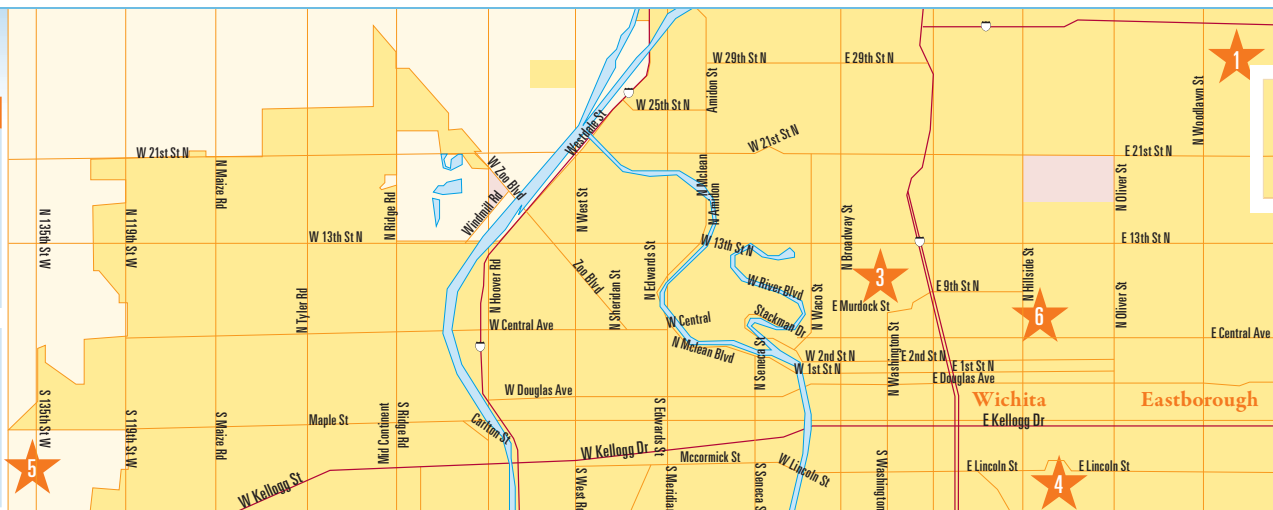 W 29th St N
E 29th St N
1
Amidon St
W 25th St N
N Woodlawn St
Westdale St
W 21st St N
W 21st St N
E 21st St N
W Zoo Blvd
N Mclean
N Maize Rd
N Ridge Rd
Windmill Rd
N West St
N Amidon
N Oliver St
N 135th St W
N 119th St W
W 13th St N
W 13th St N
N Broadway St
E 13th St N
N Tyler Rd
N Hoover Rd
Zoo Blvd
N Sheridan St
N Edwards St
W River Blvd
3
N Hillside St
E 9th St N
N Waco St
E Murdock St
6
N Oliver St
W Central Ave
W Central
Stackman Dr
E Central Ave
N Mclean Blvd
N Seneca St
W 2nd St N
W 1st St N
N Washington St
E 2nd St N
E 1st St N
E Douglas Ave
W Douglas Ave
Wichita
Eastborough
S 135th St W
S 119th St W
S Maize Rd
Maple St
Mid Continent
S Ridge Rd
Carlton St
S Edwards St
E Kellogg Dr
W Kellogg Dr
5
Mccormick St
W Lincoln St
E Lincoln St
E Lincoln St
4
W Kellogg St
S West Rd
S Meridian
S Seneca S
S Washington